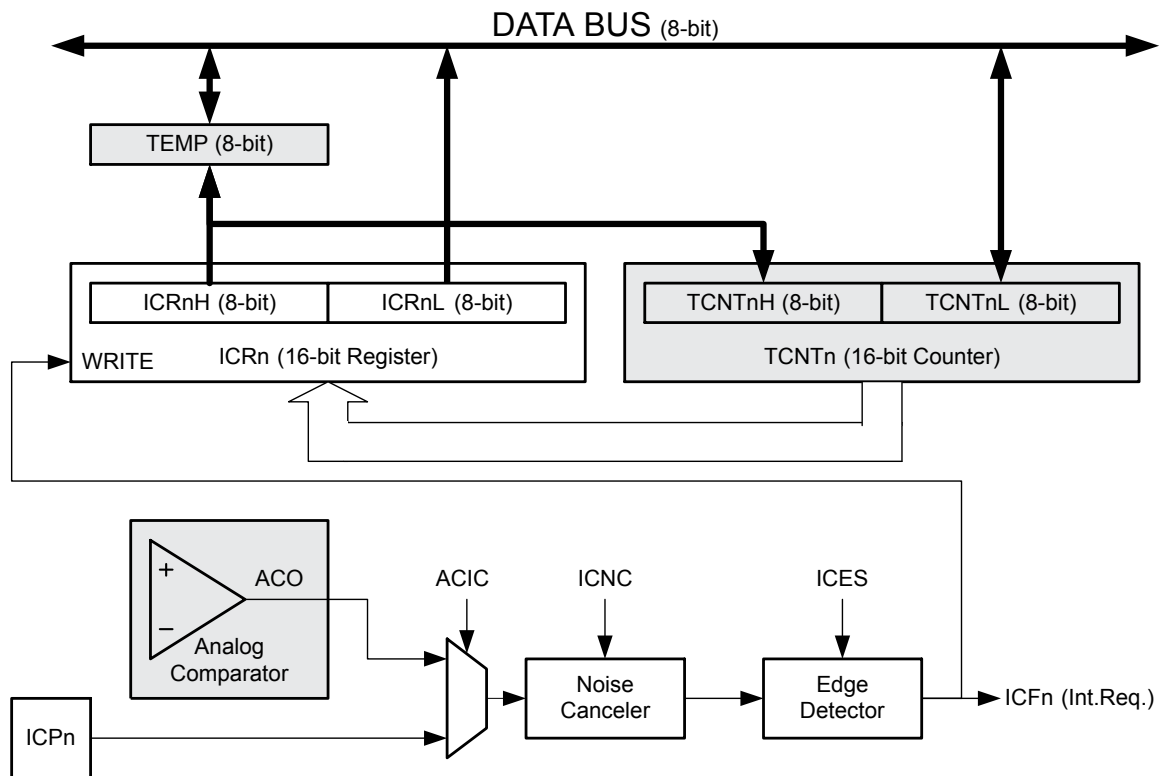 DATA BUS (8-bit)
TEMP (8-bit)
ICRnH (8-bit)
ICRnL (8-bit)
TCNTnH (8-bit)
TCNTnL (8-bit)
WRITE
ICRn (16-bit Register)
TCNTn (16-bit Counter)
+
−
ACO
Analog
Comparator
ACIC
ICNC
ICES
Noise
Canceler
Edge
Detector
ICFn (Int.Req.)
ICPn